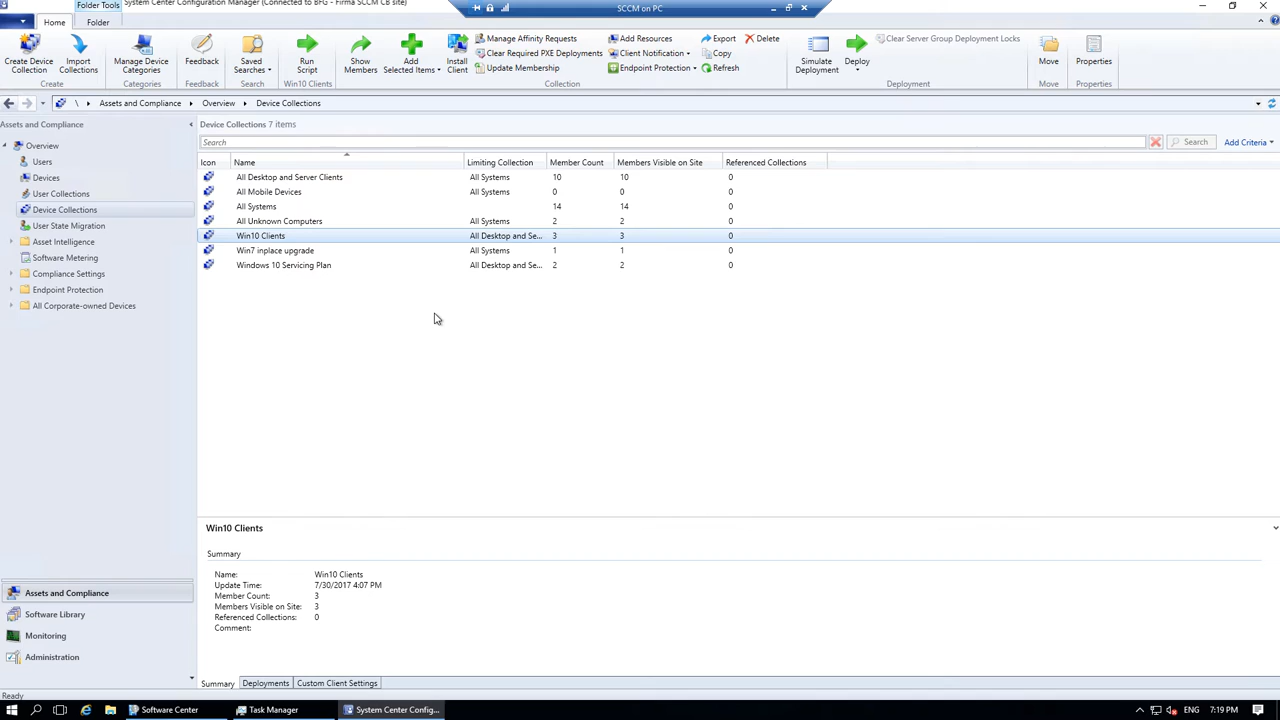 Folder Tools
System Center Configuration Manager (Connected to BFG - Firma SCCM CB site)
SCCM on PC
Home
Folder
Create Device Collection
Import Collections
Create
Manage Device Categories
Categories
Feedback
Feedback
Saved Searches
Search
Run Script
Win10 Clients
Show Members
Add Selected Items
Install Client
Manage Affinity Requests
Clear Required PXE Deployments
Update Membership
Add Resources
Client Notification
Endpoint Protection
Export
Copy
Refresh
Delete
Collection
Simulate Deployment
Deploy
Clear Server Group Deployment Locks
Deployment
Move
Move
Properties
Properties
\ Assets and Compliance Overview Device Collections
Assets and Compliance
Overview
Users
Devices
User Collections
Device Collections
User State Migration
Asset Intelligence
Software Metering
Compliance Settings
Endpoint Protection
All Corporate-owned Devices
Assets and Compliance
Software Library
Monitoring
Administration
Device Collections 7 items
Search Search Add Criteria
Icon Name Limiting Collection Member Count Members Visible on Site Referenced Collections
All Desktop and Server Clients All Systems 10 10 0
All Mobile Devices All Systems 0 0 0
All Systems 14 14 0
All Unknown Computers All Systems 2 2 0
Win10 Clients All Desktop and Se... 3 3 0
Win7 inplace upgrade All Systems 1 1 0
Windows 10 Servicing Plan All Desktop and Se... 2 2 0
Win10 Clients
Summary
Name: Win10 Clients
Update Time: 7/30/2017 4:07 PM
Member Count: 3
Members Visible on Site: 3
Referenced Collections: 0
Comment:
Summary Deployments Custom Client Settings
Ready
Software Center
Task Manager
System Center Config...
ENG
7:19 PM